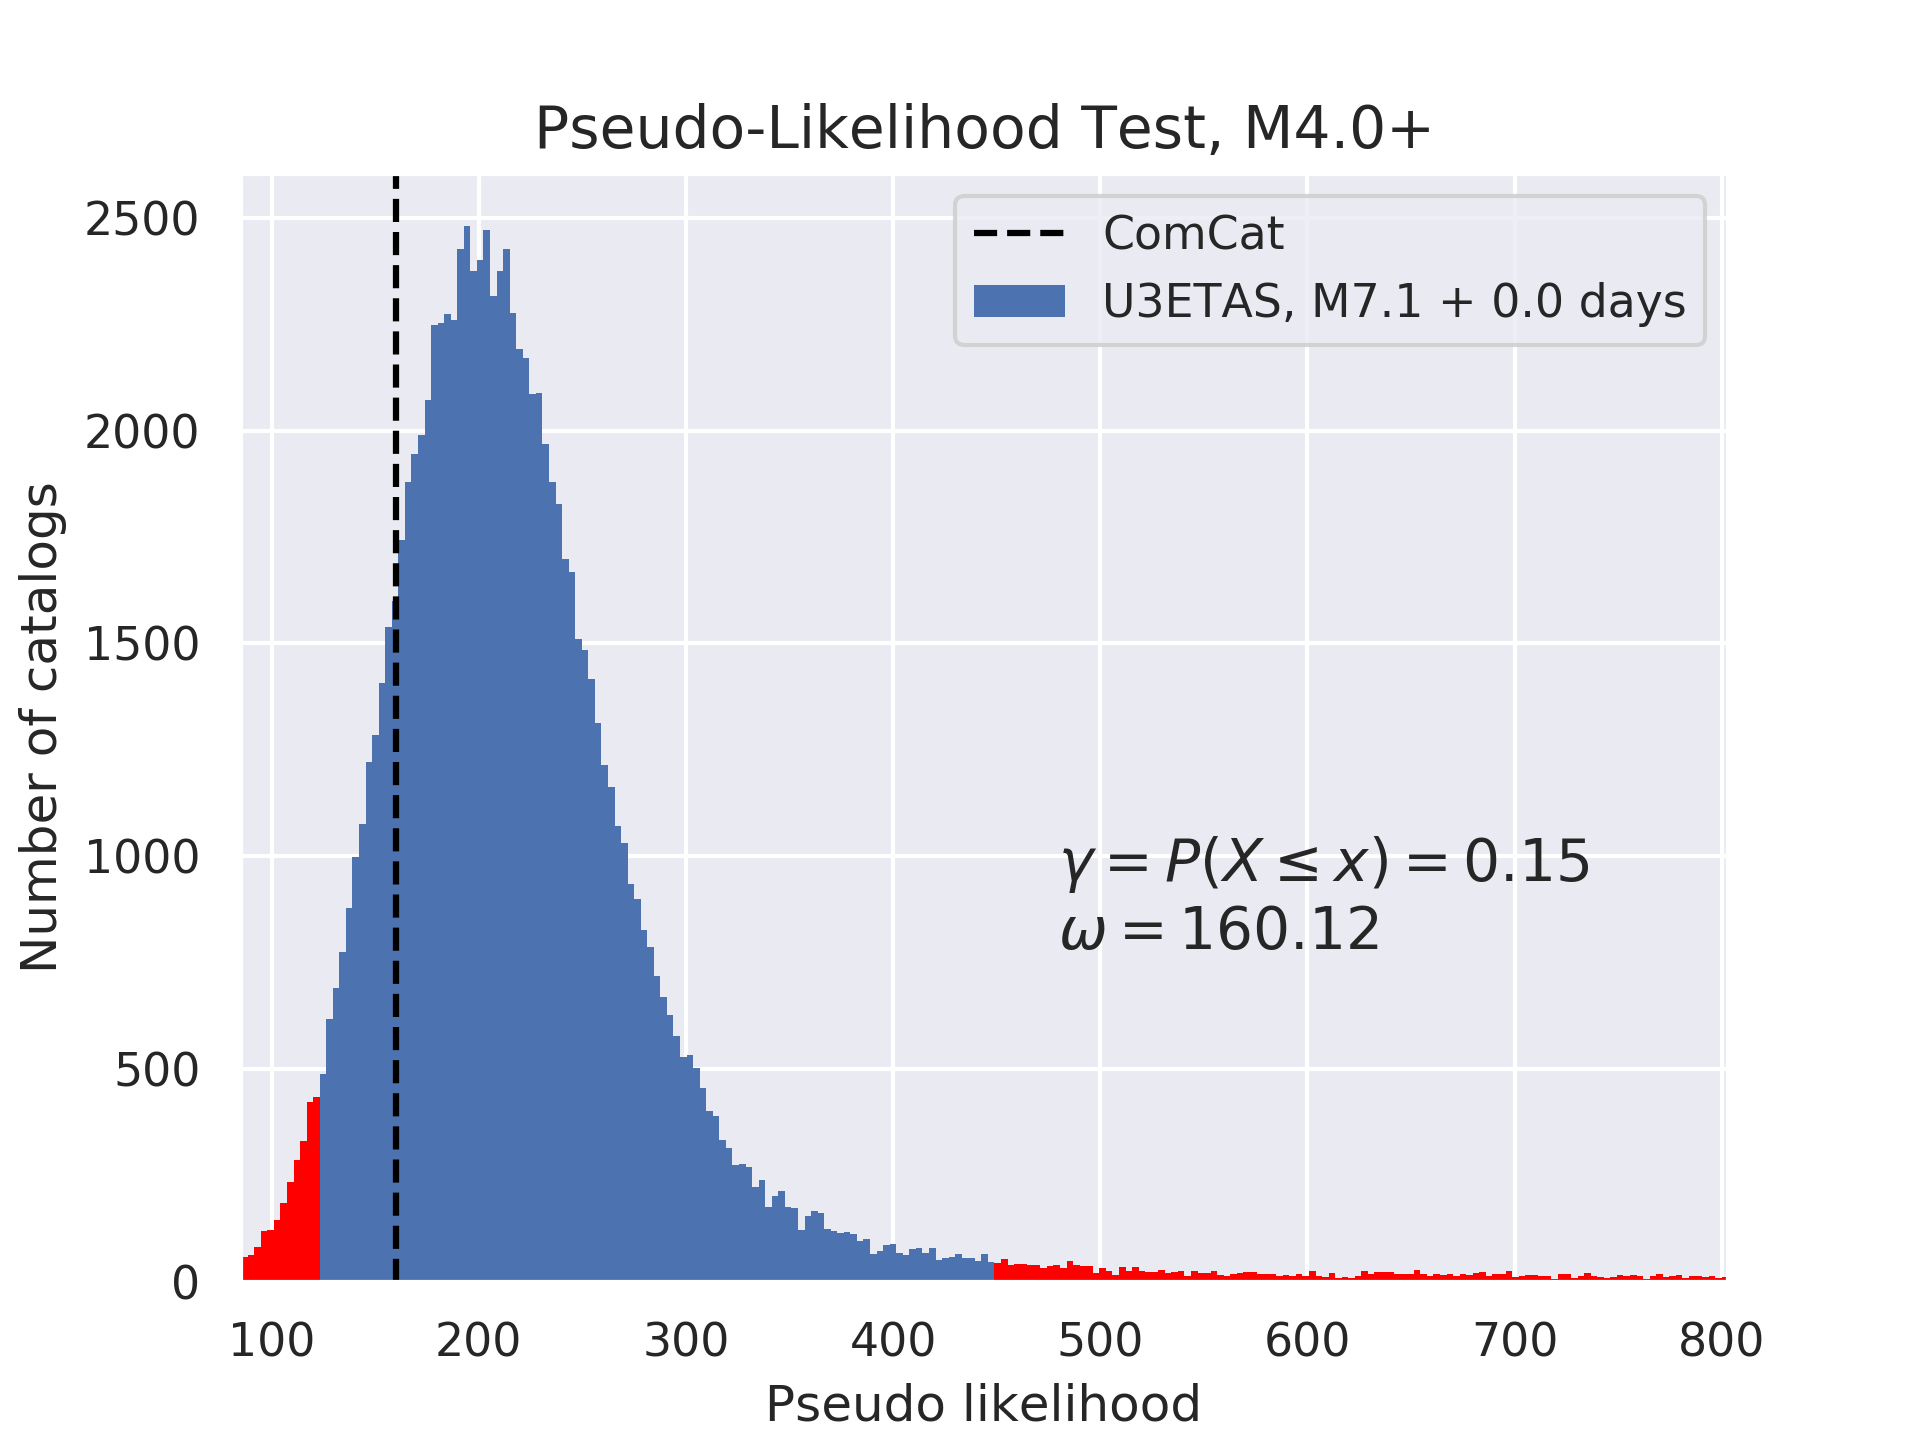 Pseudo-Likelihood Test, M4.0+
ComCat
U3ETAS, M7.1 + 0.0 days
2500
2000
1500
1000
500
0
Number of catalogs
γ = P(X ≤ x) = 0.15
ω = 160.12
100 200 300 400 500 600 700 800
Pseudo likelihood